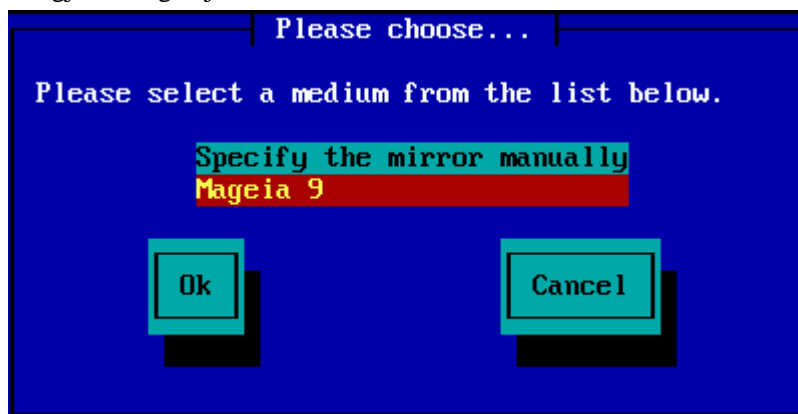 Please choose...
Please select a medium from the list below.
Specify the mirror manually
Mageia 9
Ok
Cancel